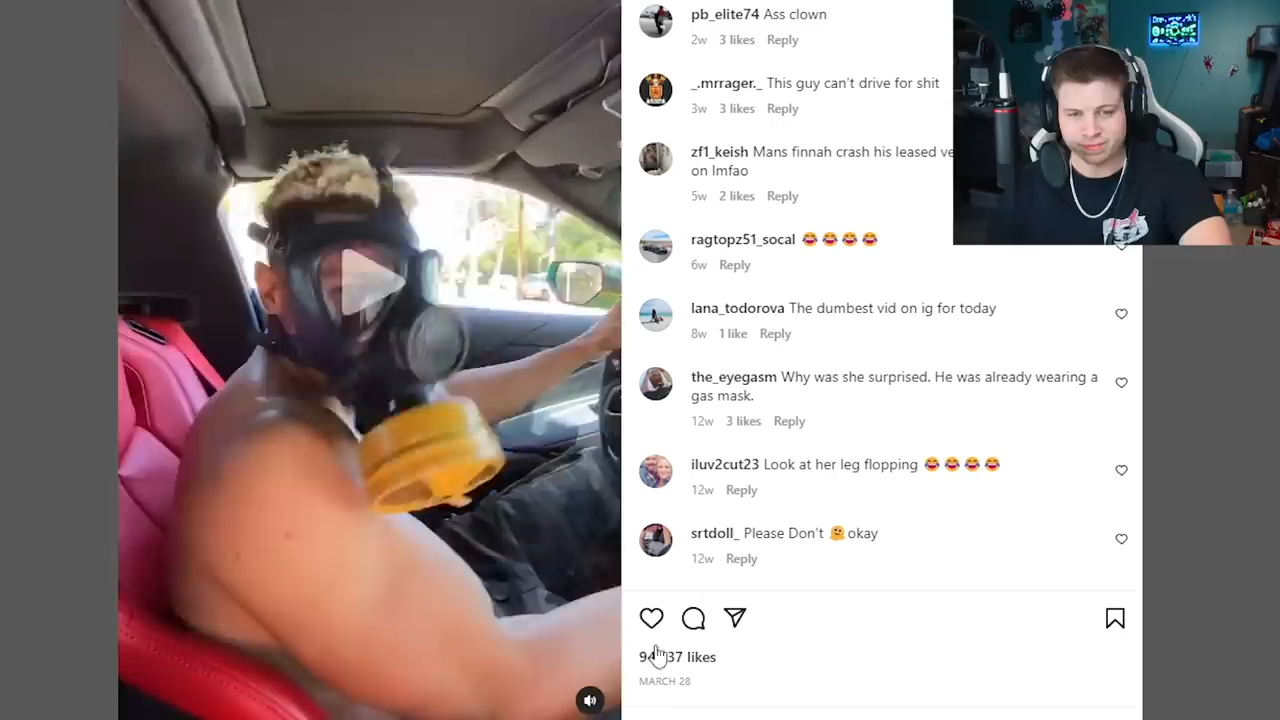 pb_elite74 Ass clown
2w 3 likes Reply
_.mrrager._ This guy can't drive for shit
3w 3 likes Reply
zf1_keish Mans finnah crash his leased ve
on lmfao
5w 2 likes Reply
ragtopz51_socal 😂😂😂😂
6w Reply
lana_todorova The dumbest vid on ig for today
8w 1 like Reply
the_eyegasm Why was she surprised. He was already wearing a
gas mask.
12w 3 likes Reply
iluv2cut23 Look at her leg flopping 😂😂😂😂
12w Reply
srtdoll_ Please Don't 🫠okay
12w Reply
likes
MARCH 28